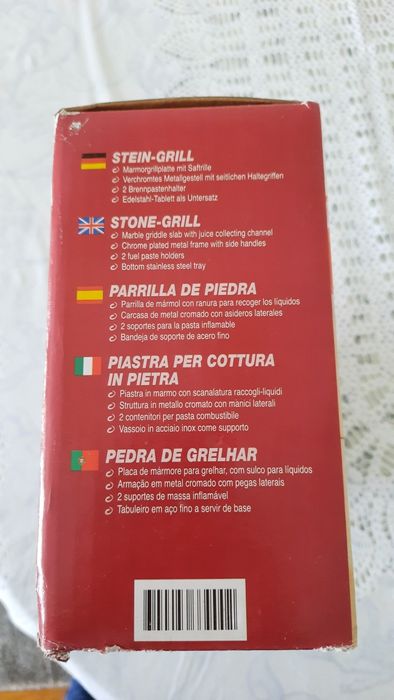 STEIN-GRILL
Marmorgrillplatte mit Saftrille
Verchromtes Metallgestell mit seitlichen Haltegriffen
2 Brennpastenhalter
Edelstahl-Tablett als Untersatz
STONE-GRILL
Marble griddle slab with juice collecting channel
Chrome plated metal frame with side handles
2 fuel paste holders
Bottom stainless steel tray
PARRILLA DE PIEDRA
Parrilla de mármol con ranura para recoger los líquidos
Carcasa de metal cromado con asideros laterales
2 soportes para la pasta inflamable
Bandeja de soporte de acero fino
PIASTRA PER COTTURA
IN PIETRA
Piastra in marmo con scanalatura raccogli-liquidi
Struttura in metallo cromato con manici laterali
2 contenitori per pasta combustibile
Vassoio in acciaio inox come supporto
PEDRA DE GRELHAR
Placa de mármore para grelhar, com sulco para líquidos
Armação em metal cromado com pegas laterais
2 suportes de massa inflamável
Tabuleiro em aço fino a servir de base